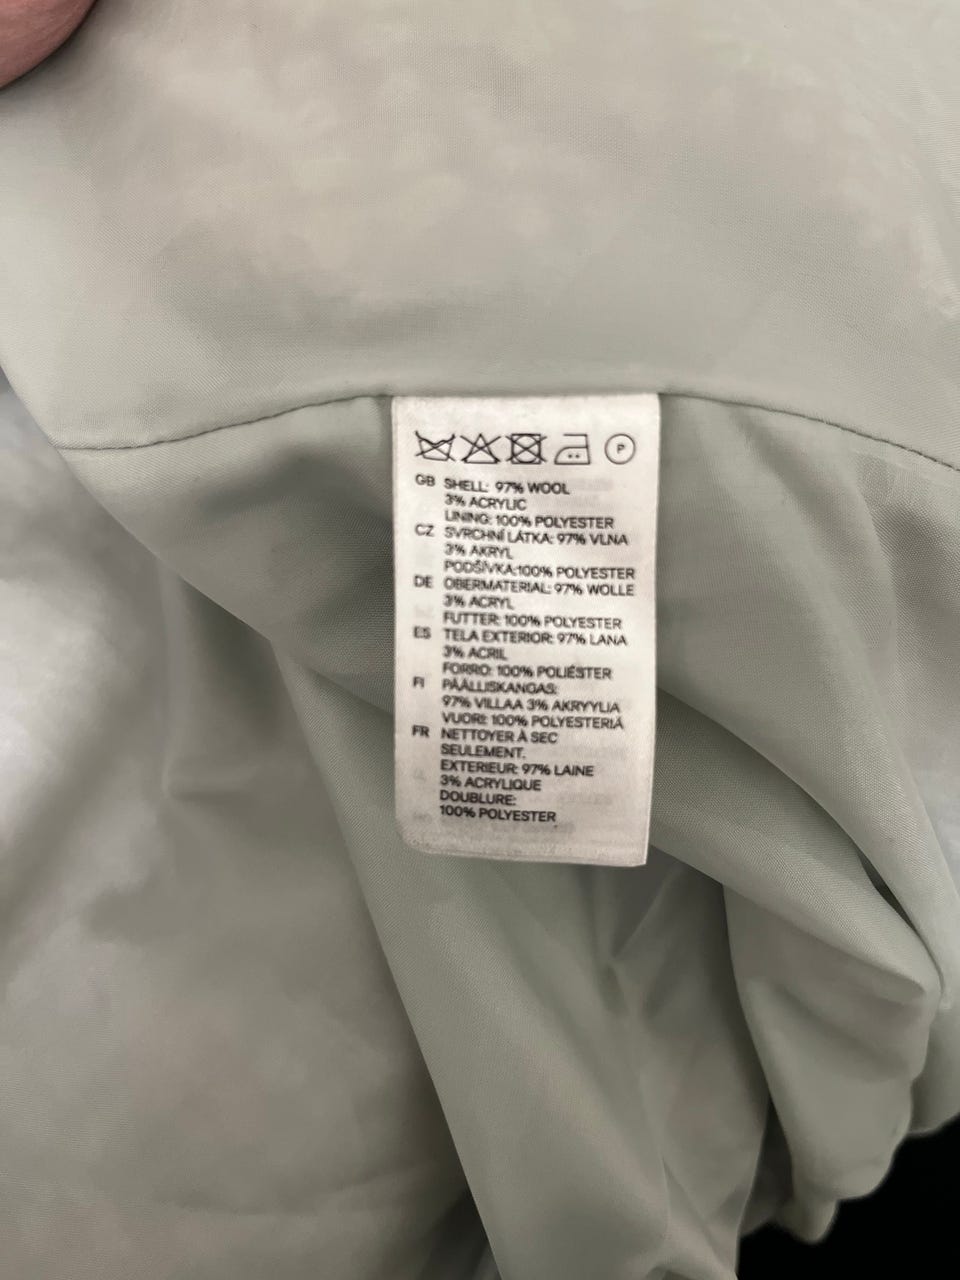 P
GB SHELL: 97% WOOL
3% ACRYLIC
LINING: 100% POLYESTER
CZ SVRCHNÍ LÁTKA: 97% VLNA
3% AKRYL
PODŠÍVKA:100% POLYESTER
DE OBERMATERIAL: 97% WOLLE
3% ACRYL
FUTTER: 100% POLYESTER
ES TELA EXTERIOR: 97% LANA
3% ACRIL
FORRO: 100% POLIÉSTER
FI PÄÄLLISKANGAS:
97% VILLAA 3% AKRYYLIA
VUORI: 100% POLYESTERIÄ
FR NETTOYER À SEC
SEULEMENT.
EXTERIEUR: 97% LAINE
3% ACRYLIQUE
DOUBLURE:
100% POLYESTER